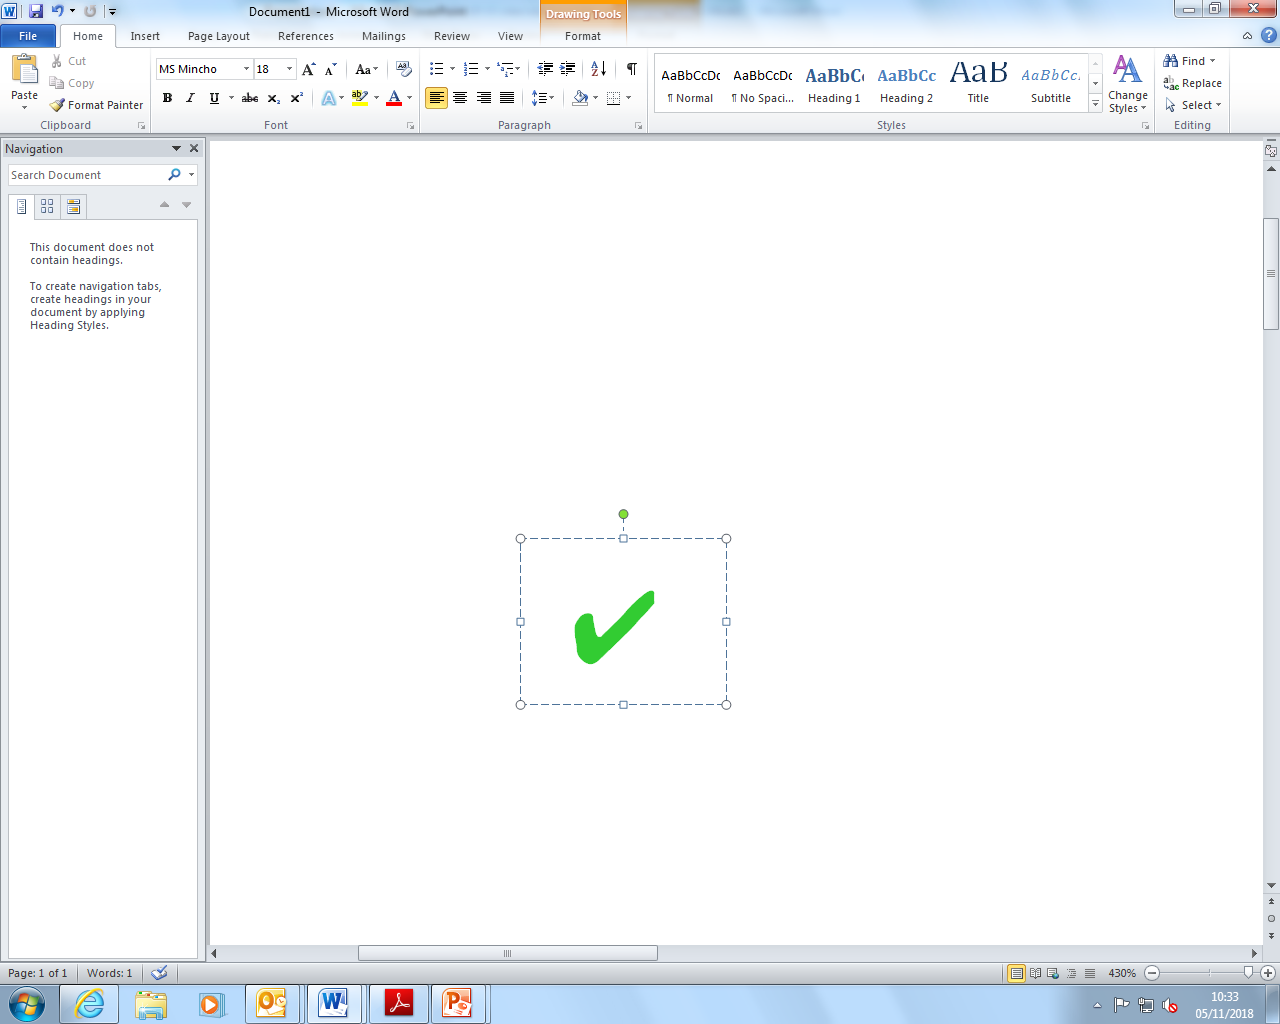 Document1 - Microsoft Word
Drawing Tools
File Home Insert Page Layout References Mailings Review View Format
Paste
Cut
Copy
Format Painter
Clipboard
MS Mincho 18
Font
Paragraph
AaBbCcDc AaBbCcDc AaBbCc AaBbCc AaB AaBbCc.
¶ Normal ¶ No Spaci... Heading 1 Heading 2 Title Subtitle
Change
Styles
Styles
Find
Replace
Select
Editing
Navigation
Search Document
This document does not
contain headings.
To create navigation tabs,
create headings in your
document by applying
Heading Styles.
✔
Page: 1 of 1 Words: 1 430%
10:33
05/11/2018